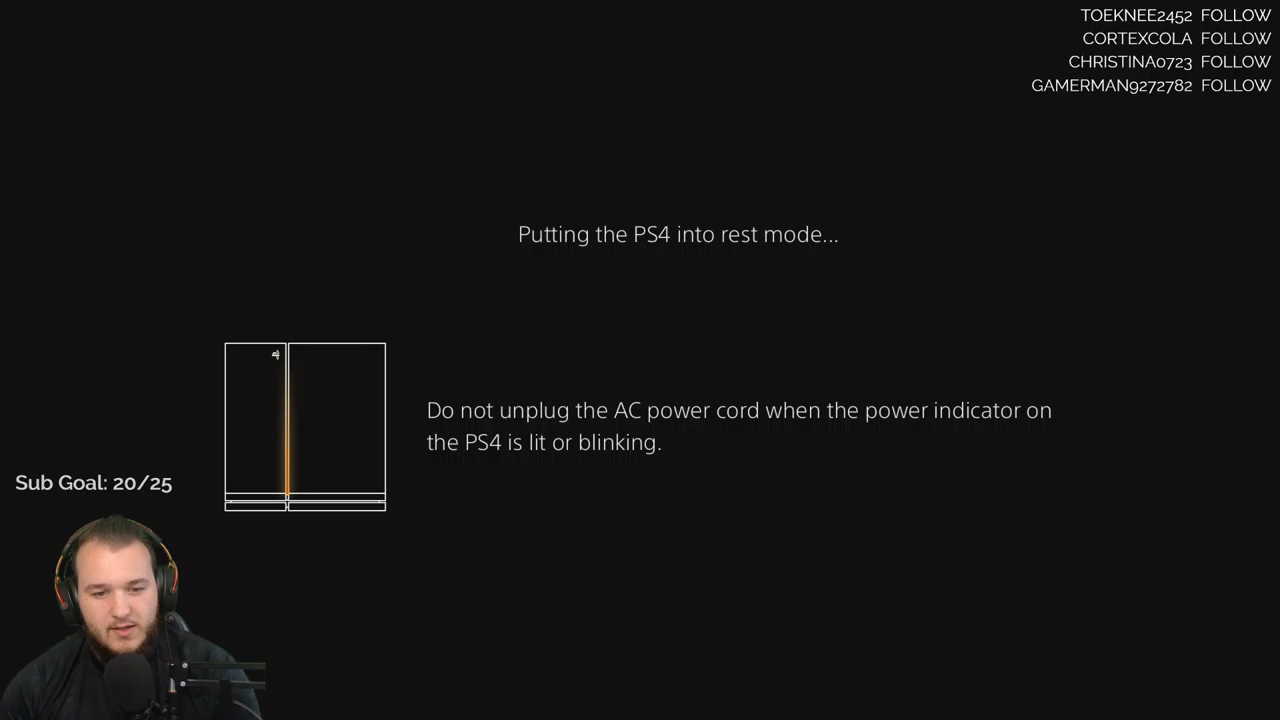 TOEKNEE2452 FOLLOW
CORTEXCOLA FOLLOW
CHRISTINA0723 FOLLOW
GAMERMAN9272782 FOLLOW
Putting the PS4 into rest mode...
Do not unplug the AC power cord when the power indicator on
the PS4 is lit or blinking.
Sub Goal: 20/25